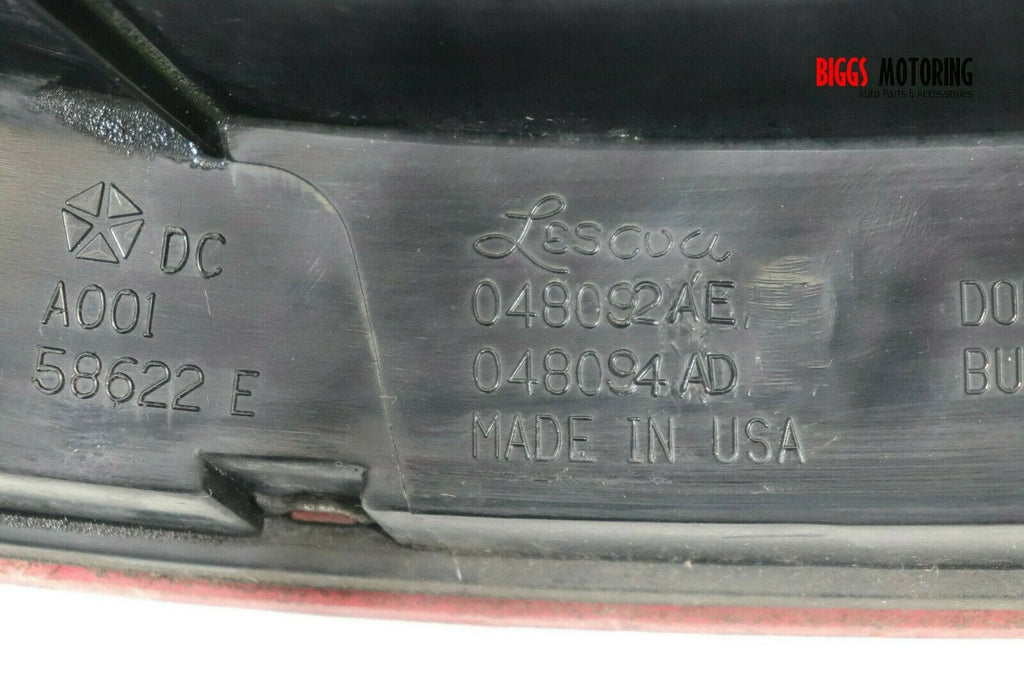 BIGGS MOTORING
Auto Parts & Accessories
DC
A001
58622 E
Lescoa
048092AE
048094AD
MADE IN USA
DO
BU